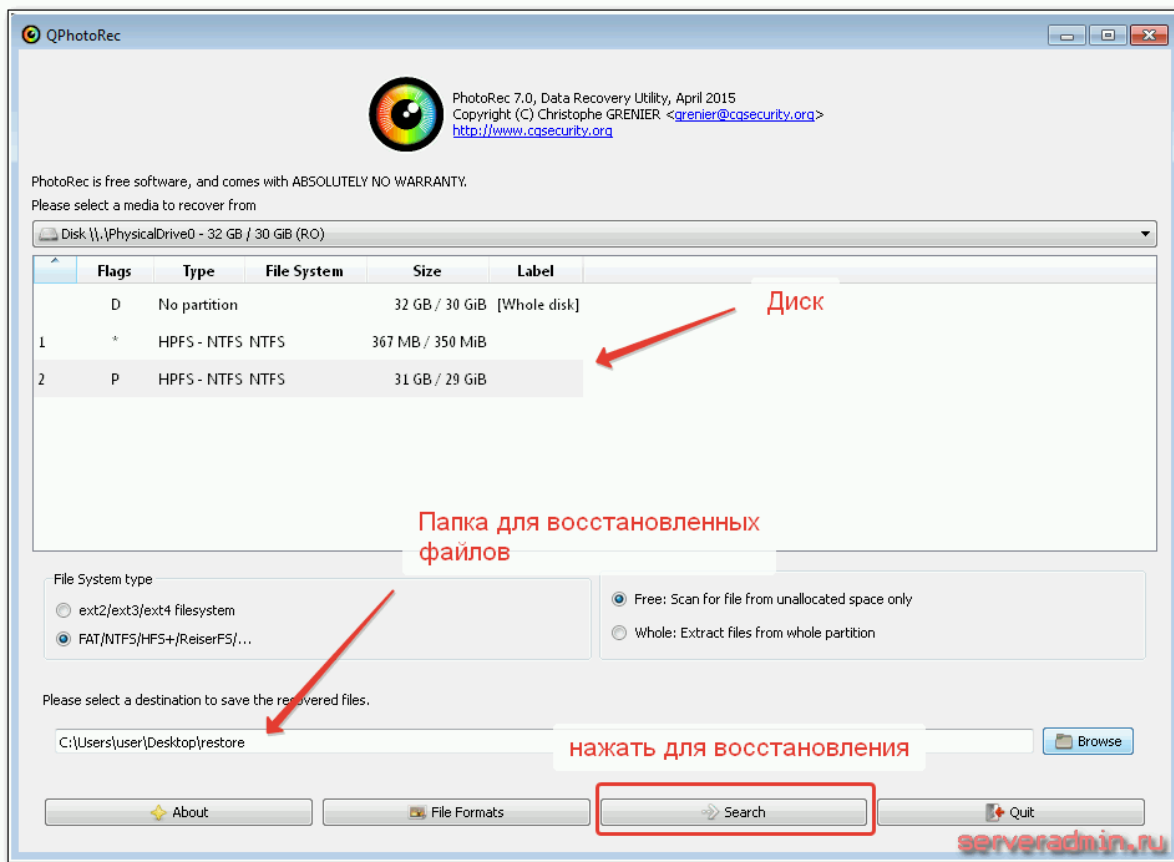 QPhotoRec
PhotoRec 7.0, Data Recovery Utility, April 2015
Copyright (C) Christophe GRENIER <grenier@cgsecurity.org>
http://www.cgsecurity.org
PhotoRec is free software, and comes with ABSOLUTELY NO WARRANTY.
Please select a media to recover from
Disk \\.\PhysicalDrive0 - 32 GB / 30 GiB (RO)
Flags Type File System Size Label
D No partition 32 GB / 30 GiB [Whole disk]
1 * HPFS - NTFS NTFS 367 MB / 350 MiB
2 P HPFS - NTFS NTFS 31 GB / 29 GiB
Диск
Папка для восстановленных
файлов
File System type
ext2/ext3/ext4 filesystem
FAT/NTFS/HFS+/ReiserFS/...
Free: Scan for file from unallocated space only
Whole: Extract files from whole partition
Please select a destination to save the recovered files.
C:\Users\user\Desktop\restore
Browse
нажать для восстановления
About File Formats Search Quit
serveradmin.ru